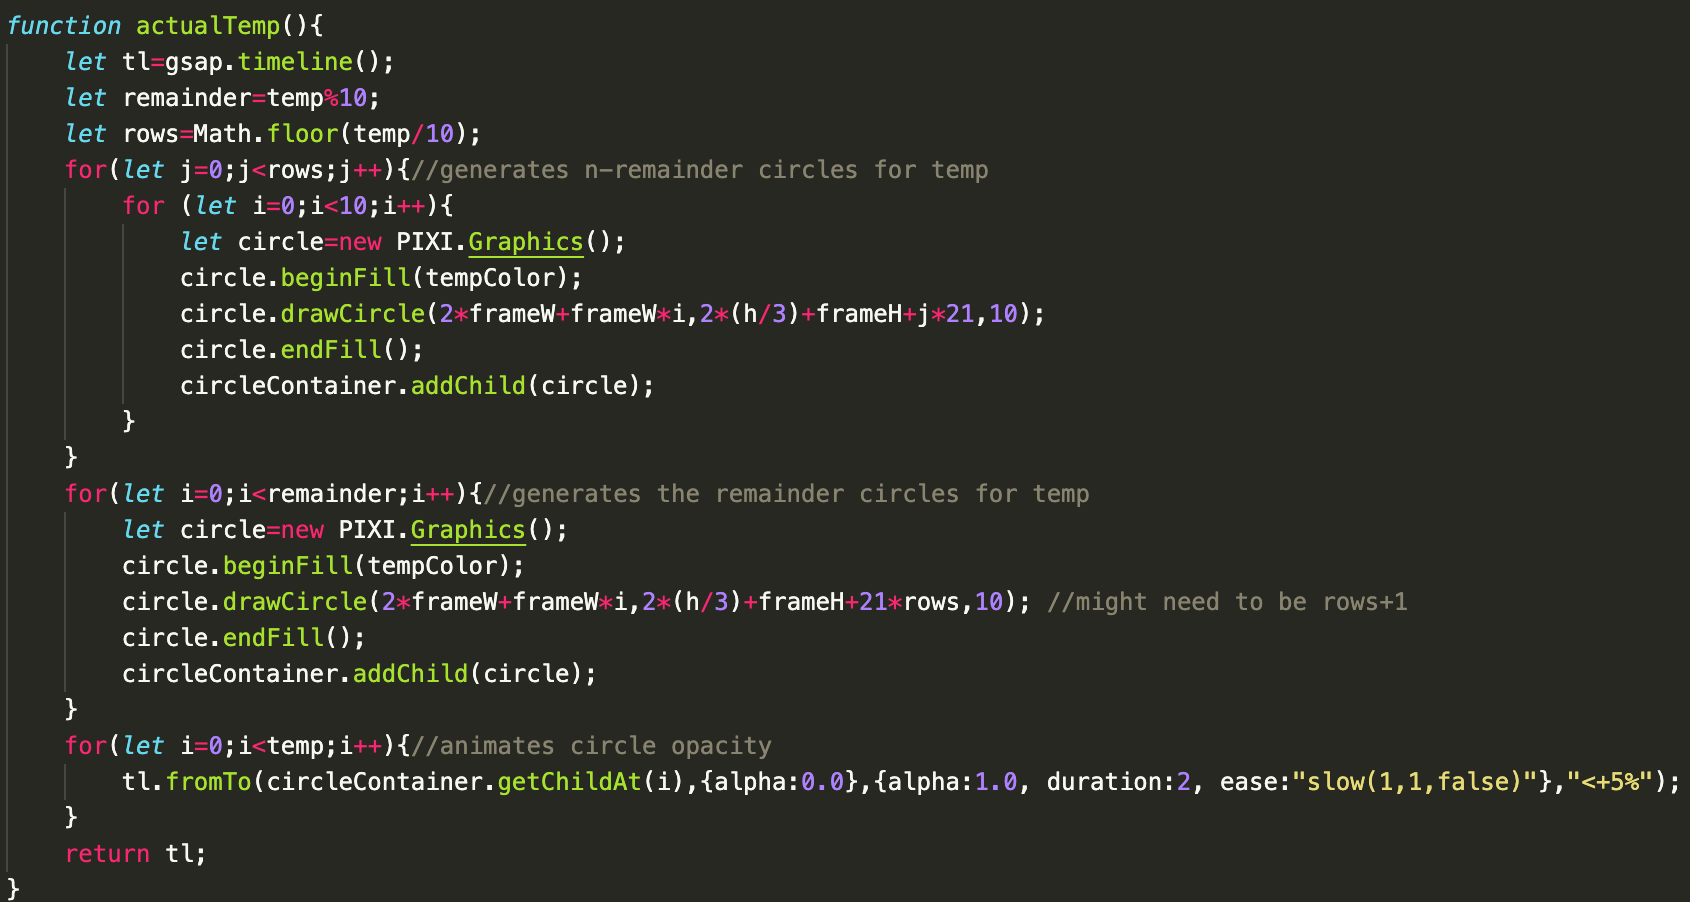 function actualTemp(){
    let tl=gsap.timeline();
    let remainder=temp%10;
    let rows=Math.floor(temp/10);
    for(let j=0;j<rows;j++){//generates n-remainder circles for temp
        for (let i=0;i<10;i++){
            let circle=new PIXI.Graphics();
            circle.beginFill(tempColor);
            circle.drawCircle(2*frameW+frameW*i,2*(h/3)+frameH+j*21,10);
            circle.endFill();
            circleContainer.addChild(circle);
        }
    }
    for(let i=0;i<remainder;i++){//generates the remainder circles for temp
        let circle=new PIXI.Graphics();
        circle.beginFill(tempColor);
        circle.drawCircle(2*frameW+frameW*i,2*(h/3)+frameH+21*rows,10); //might need to be rows+1
        circle.endFill();
        circleContainer.addChild(circle);
    }
    for(let i=0;i<temp;i++){//animates circle opacity
        tl.fromTo(circleContainer.getChildAt(i),{alpha:0.0},{alpha:1.0, duration:2, ease:"slow(1,1,false)"},"<+5%");
    }
    return tl;
}